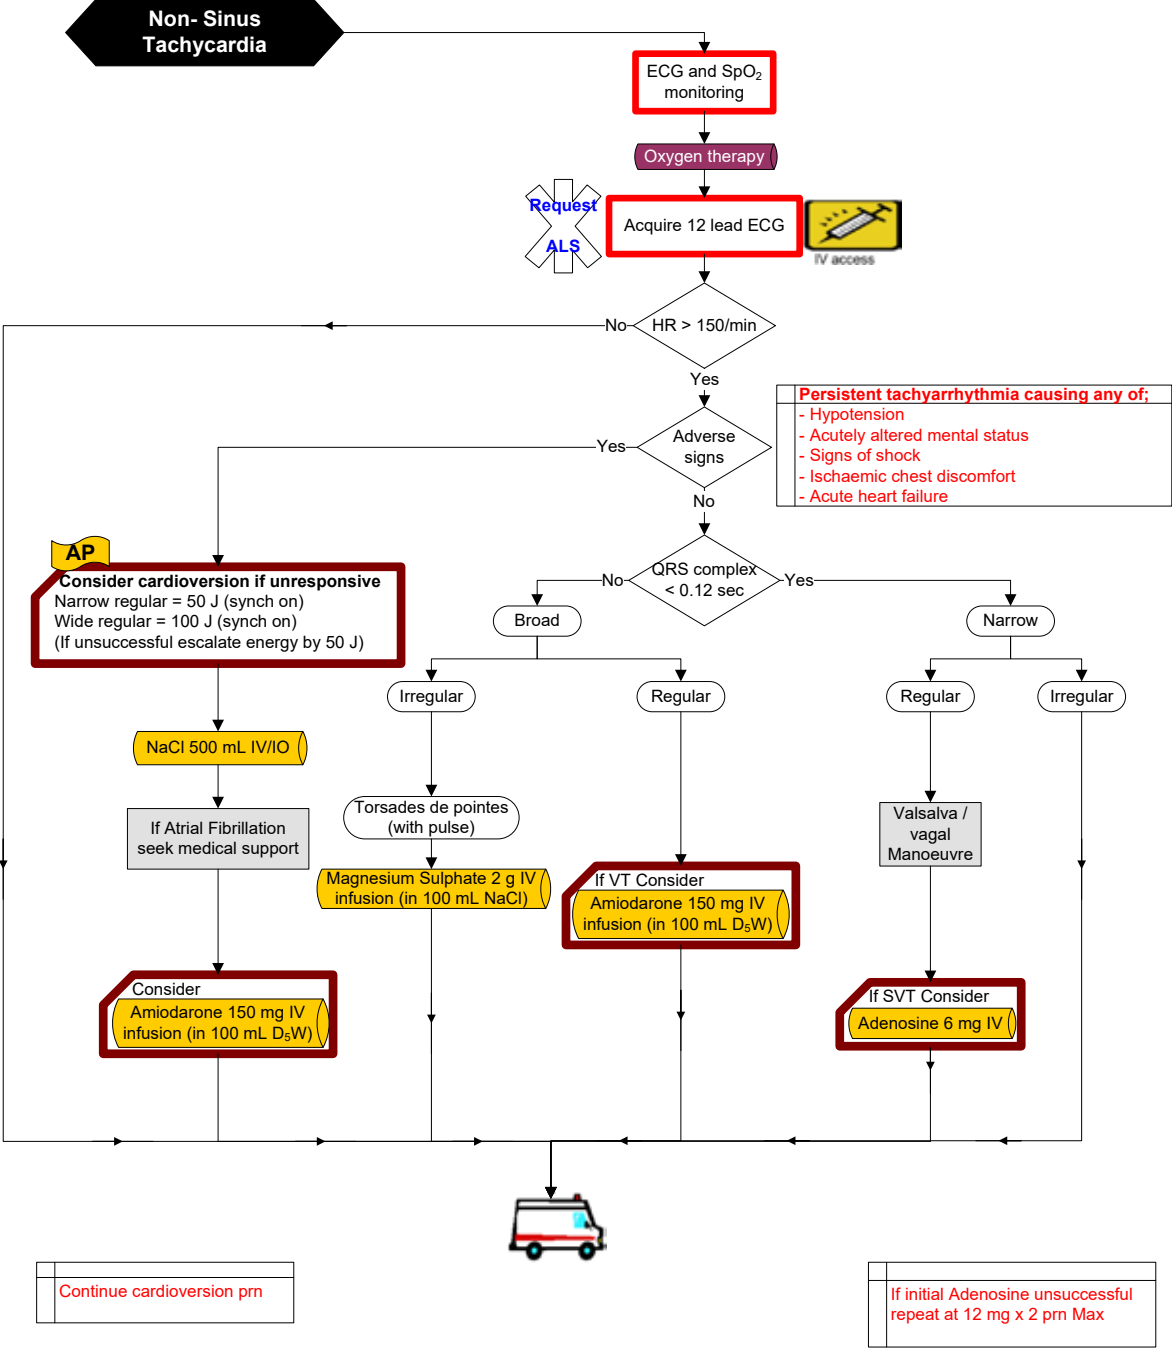 Non- Sinus
Tachycardia
ECG and SpO₂
monitoring
Oxygen therapy
Request
ALS
Acquire 12 lead ECG
IV access
No
HR > 150/min
Yes
Persistent tachyarrhythmia causing any of;
- Hypotension
- Acutely altered mental status
- Signs of shock
- Ischaemic chest discomfort
- Acute heart failure
Yes
Adverse
signs
No
AP
Consider cardioversion if unresponsive
Narrow regular = 50 J (synch on)
Wide regular = 100 J (synch on)
(If unsuccessful escalate energy by 50 J)
No
QRS complex
< 0.12 sec
Yes
Broad
Narrow
Irregular
Regular
Regular
Irregular
NaCl 500 mL IV/IO
If Atrial Fibrillation
seek medical support
Torsades de pointes
(with pulse)
Valsalva /
vagal
Manoeuvre
Magnesium Sulphate 2 g IV
infusion (in 100 mL NaCl)
If VT Consider
Amiodarone 150 mg IV
infusion (in 100 mL D₅W)
Consider
Amiodarone 150 mg IV
infusion (in 100 mL D₅W)
If SVT Consider
Adenosine 6 mg IV
Continue cardioversion prn
If initial Adenosine unsuccessful
repeat at 12 mg x 2 prn Max